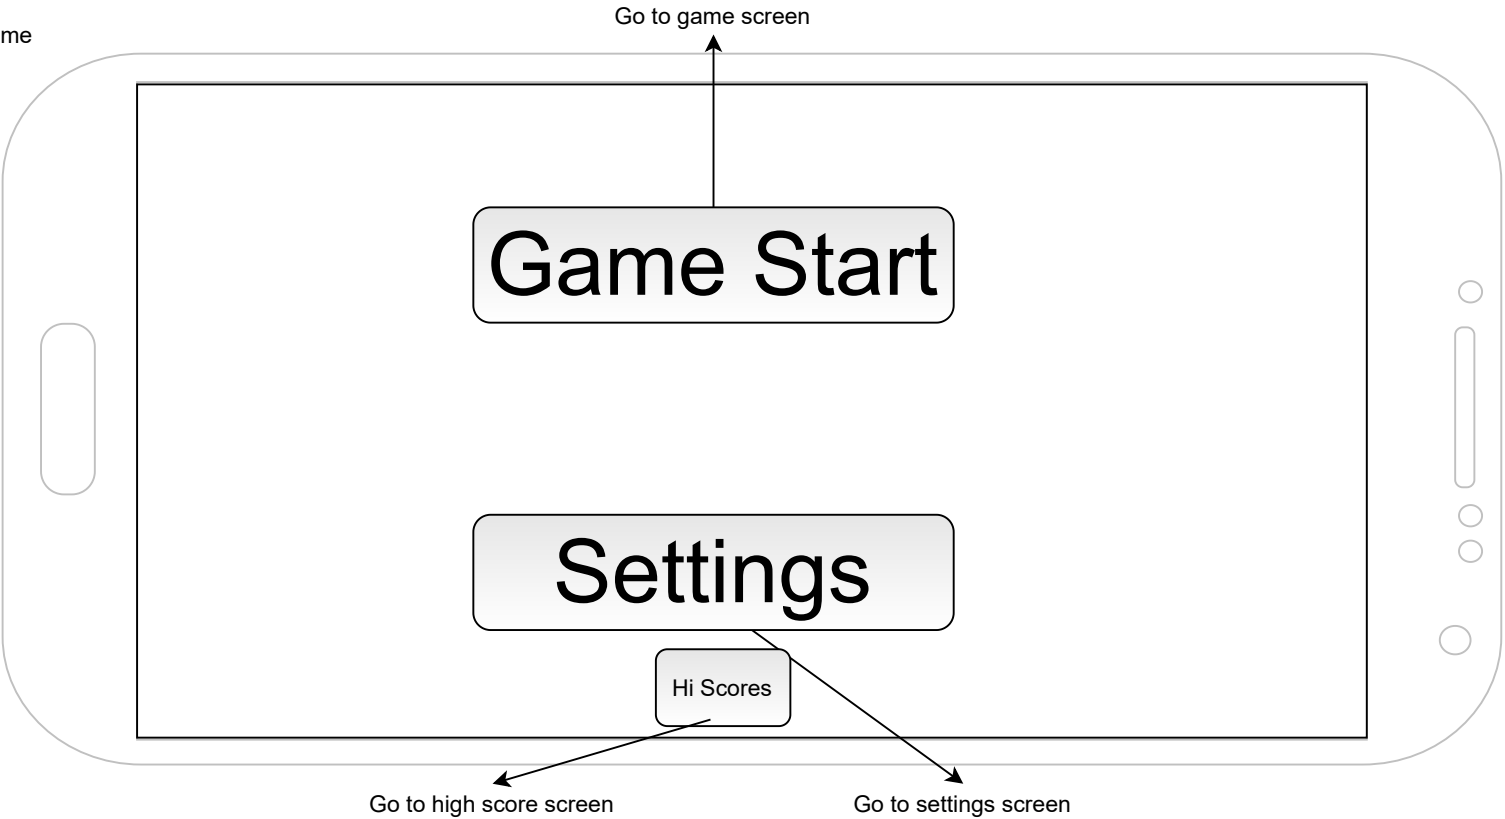 Go to game screen
me
Game Start
Settings
Hi Scores
Go to high score screen
Go to settings screen